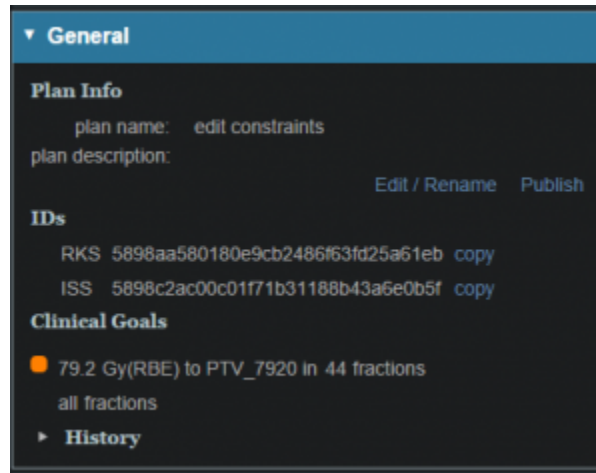 General
Plan Info
plan name: edit constraints
plan description:
Edit / Rename Publish
IDs
RKS 5898aa580180e9cb2486f63fd25a61eb copy
ISS 5898c2ac00c01f71b31188b43a6e0b5f copy
Clinical Goals
79.2 Gy(RBE) to PTV_7920 in 44 fractions
all fractions
History